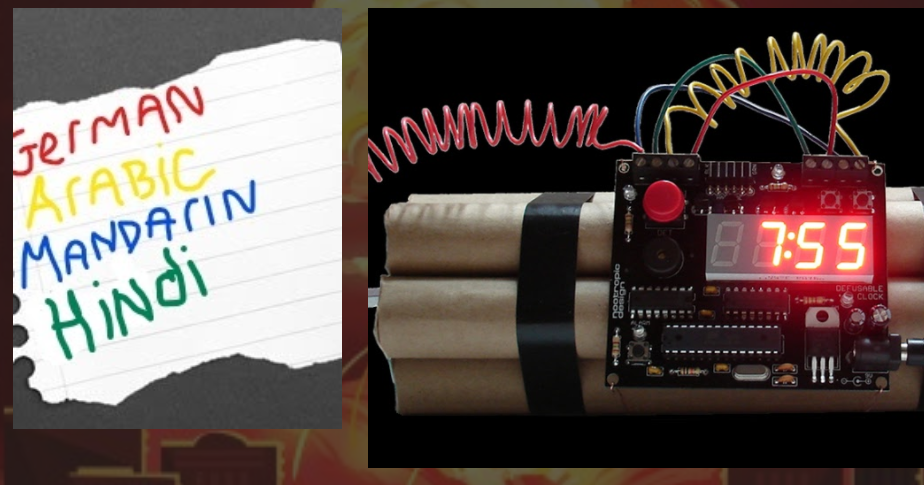 German
Arabic
Mandarin
Hindi
7:55
DEFUSABLE
CLOCK
nootropic
design